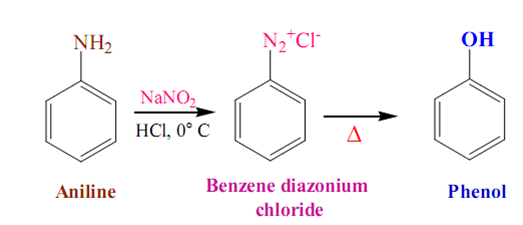 NH₂
N₂⁺Cl⁻
OH
NaNO₂
HCl, 0° C
Δ
Aniline
Benzene diazonium
chloride
Phenol